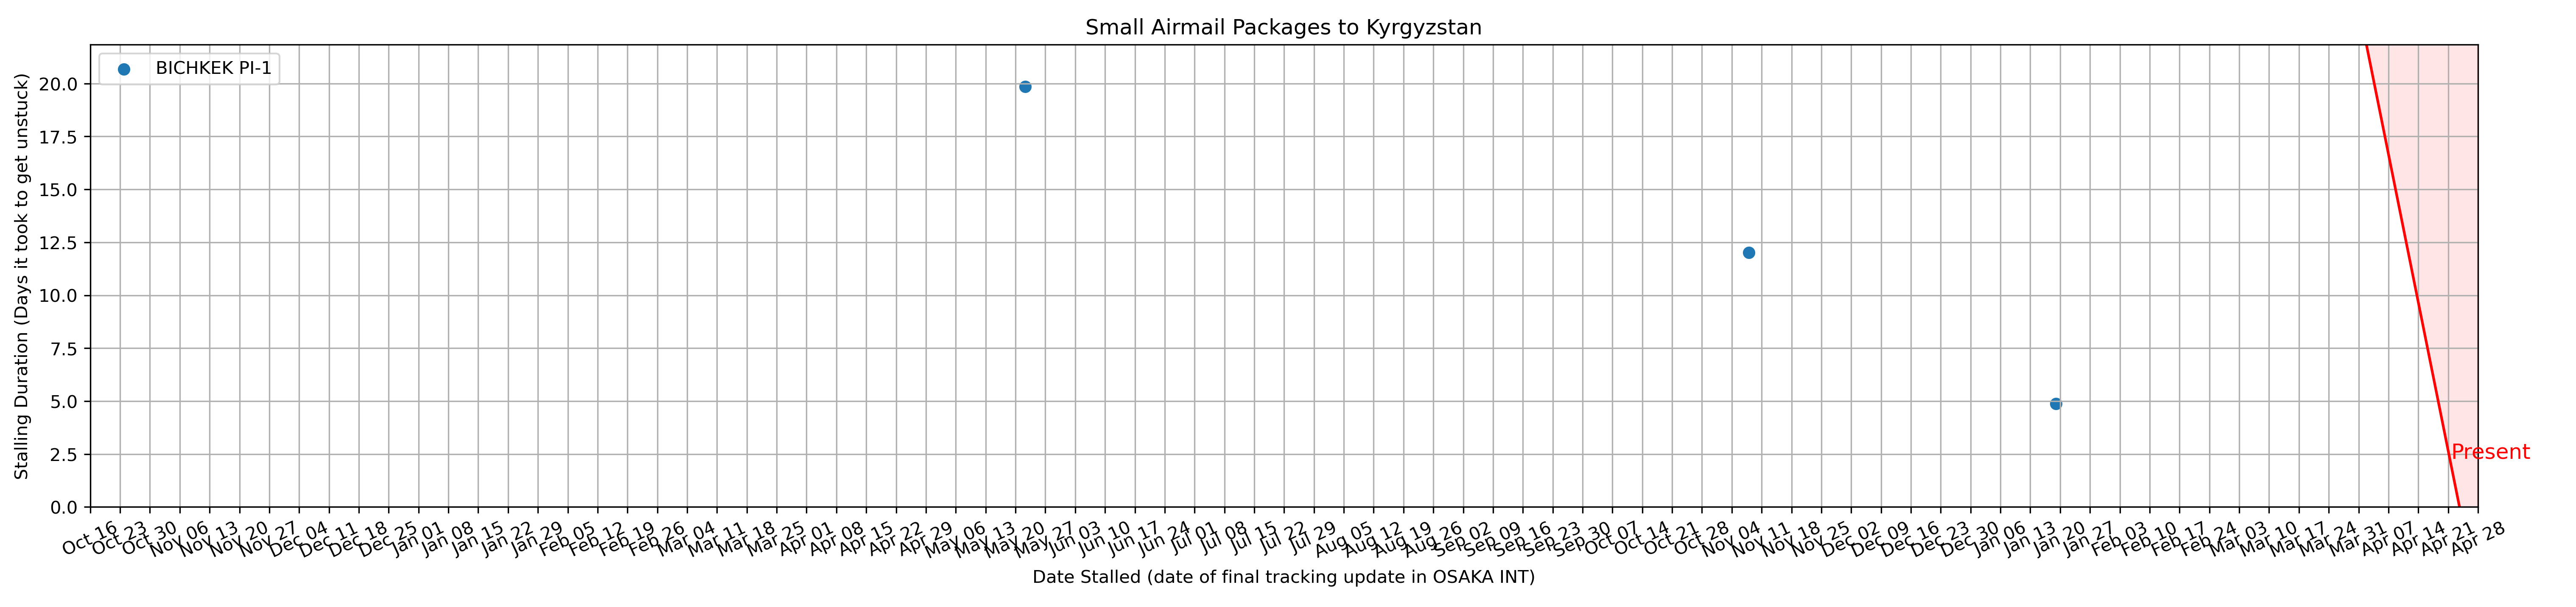 Small Airmail Packages to Kyrgyzstan
BICHKEK PI-1
Stalling Duration (Days it took to get unstuck)
20.0
17.5
15.0
12.5
10.0
7.5
5.0
2.5
0.0
Present
Oct 16
Oct 23
Oct 30
Nov 06
Nov 13
Nov 20
Nov 27
Dec 04
Dec 11
Dec 18
Dec 25
Jan 01
Jan 08
Jan 15
Jan 22
Jan 29
Feb 05
Feb 12
Feb 19
Feb 26
Mar 04
Mar 11
Mar 18
Mar 25
Apr 01
Apr 08
Apr 15
Apr 22
Apr 29
May 06
May 13
May 20
May 27
Jun 03
Jun 10
Jun 17
Jun 24
Jul 01
Jul 08
Jul 15
Jul 22
Jul 29
Aug 05
Aug 12
Aug 19
Aug 26
Sep 02
Sep 09
Sep 16
Sep 23
Sep 30
Oct 07
Oct 14
Oct 21
Oct 28
Nov 04
Nov 11
Nov 18
Nov 25
Dec 02
Dec 09
Dec 16
Dec 23
Dec 30
Jan 06
Jan 13
Jan 20
Jan 27
Feb 03
Feb 10
Feb 17
Feb 24
Mar 03
Mar 10
Mar 17
Mar 24
Mar 31
Apr 07
Apr 14
Apr 21
Apr 28
Date Stalled (date of final tracking update in OSAKA INT)